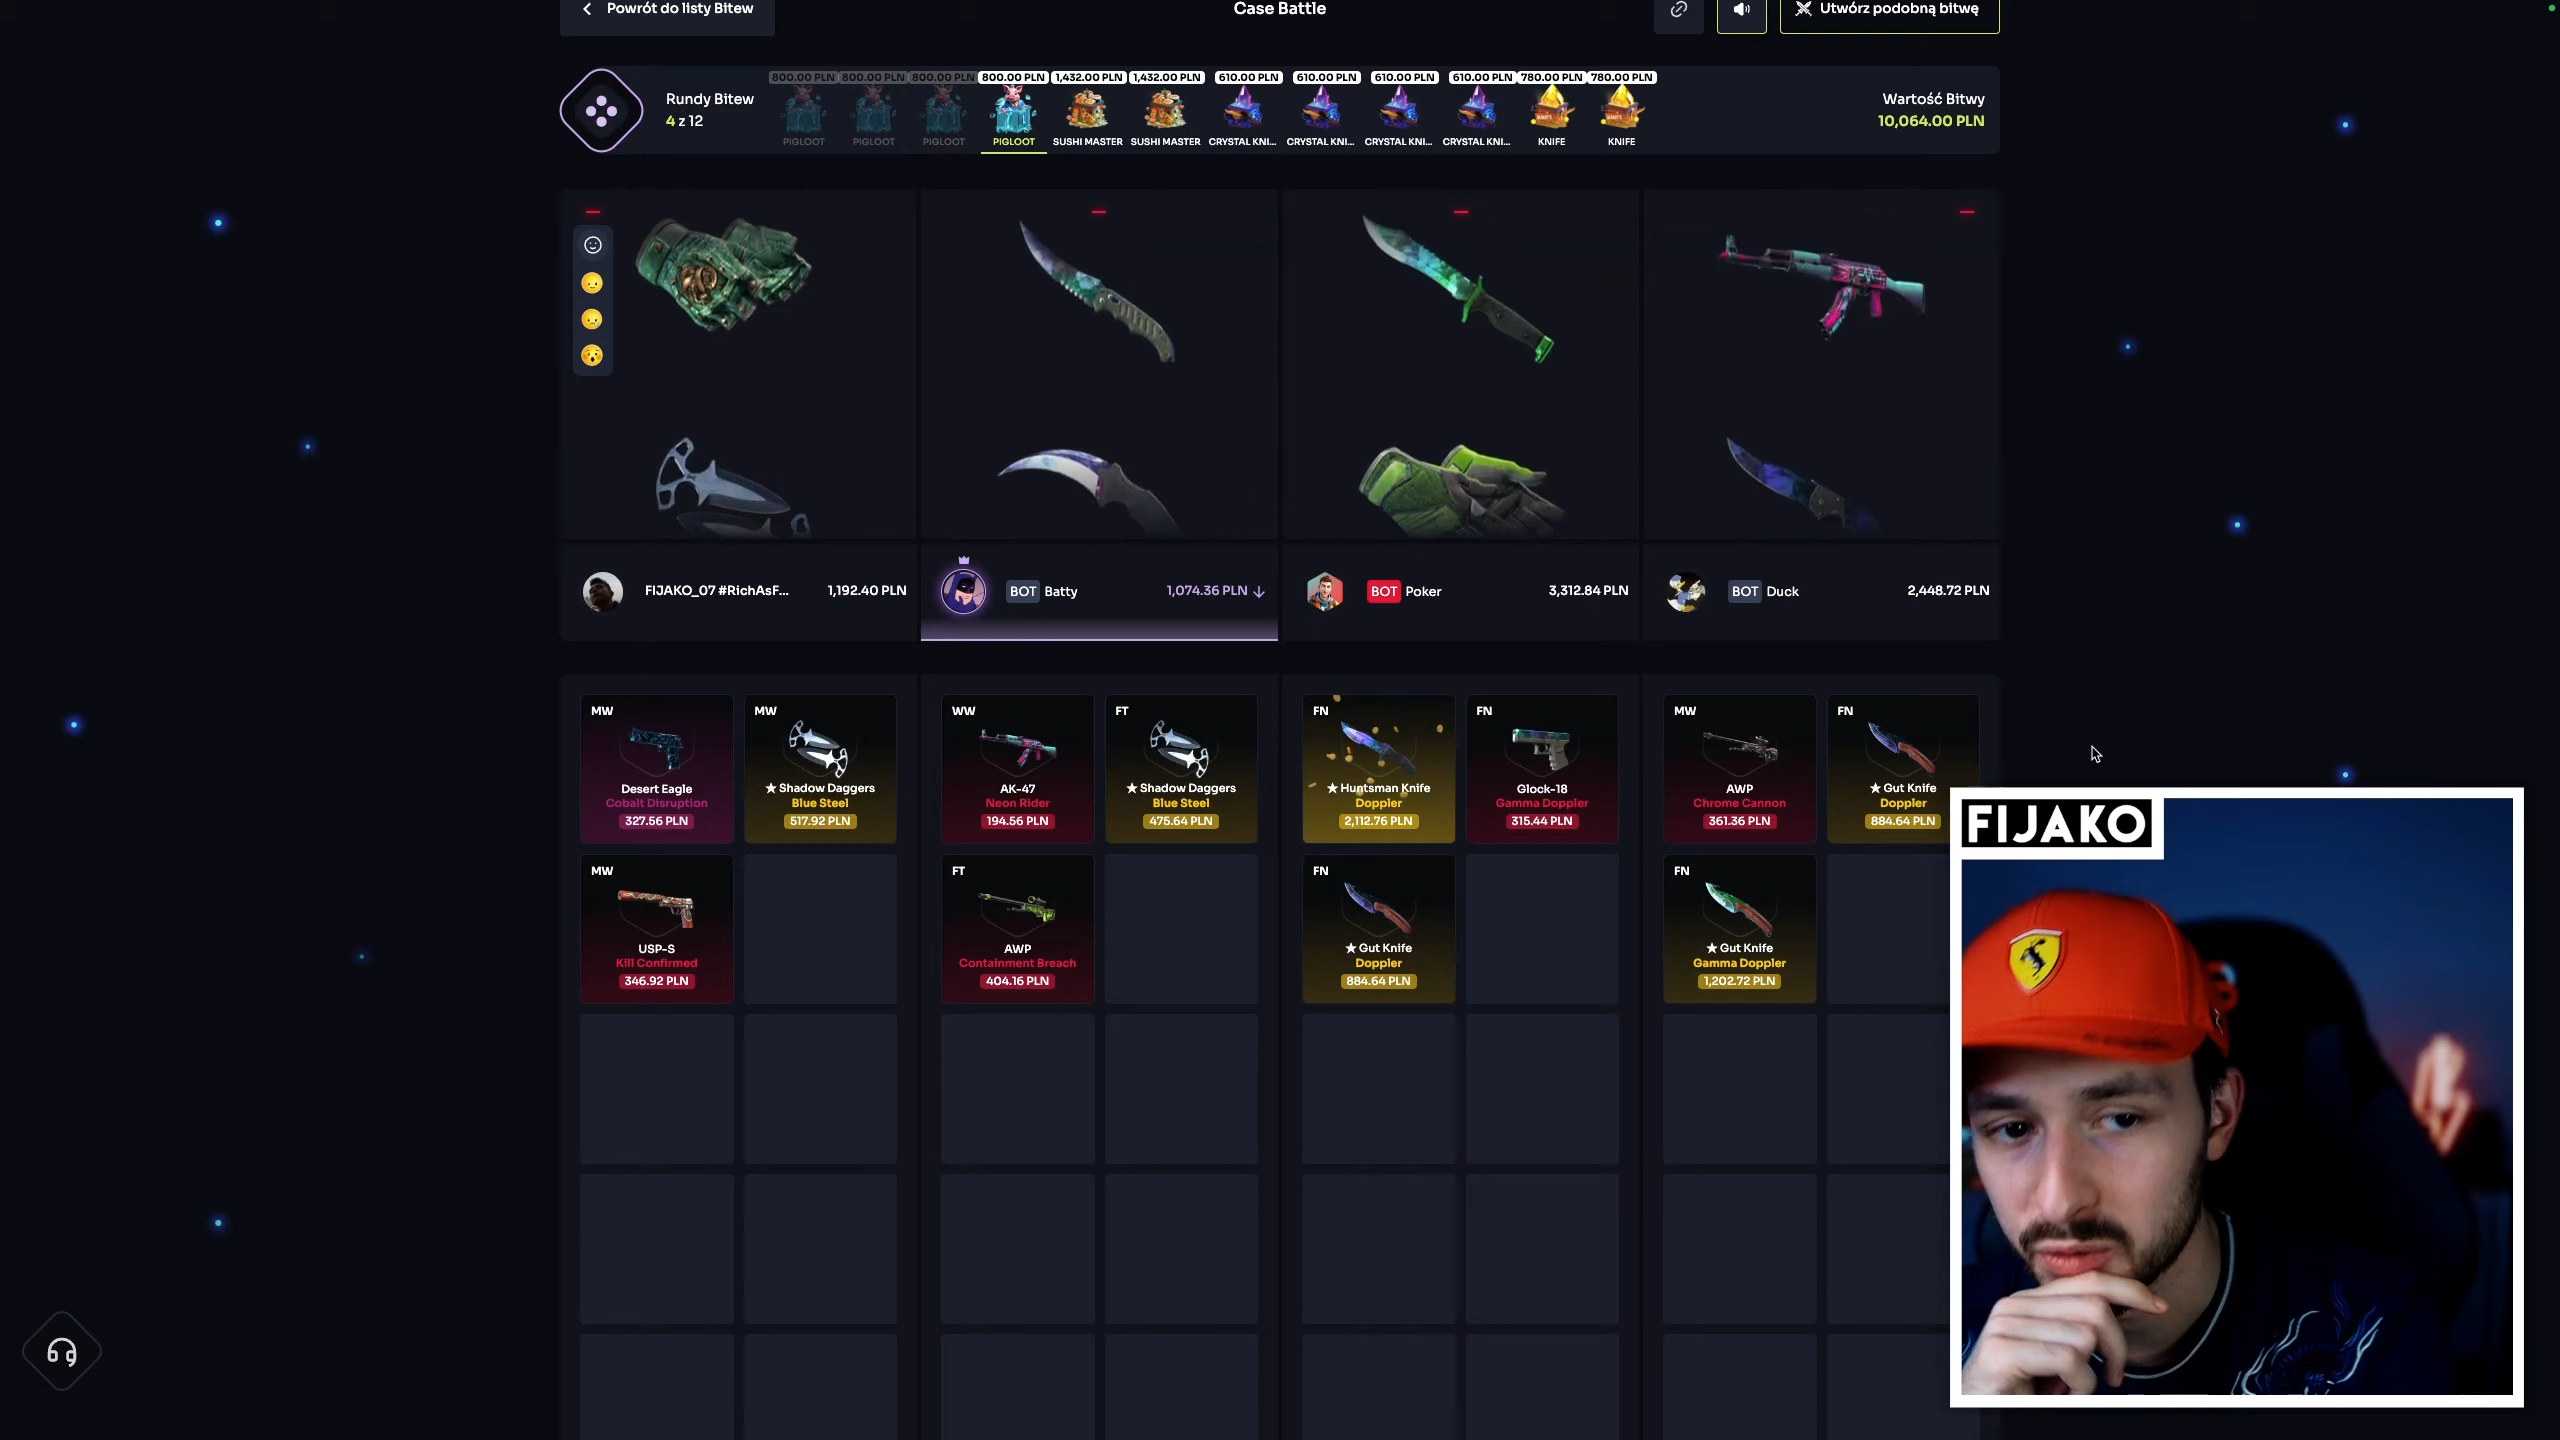 Powrót do listy Bitew
Case Battle
Utwórz podobną bitwę
Rundy Bitew
4 z 12
800.00 PLN
PIGLOOT
800.00 PLN
PIGLOOT
800.00 PLN
PIGLOOT
800.00 PLN
PIGLOOT
1,432.00 PLN
SUSHI MASTER
1,432.00 PLN
SUSHI MASTER
610.00 PLN
CRYSTAL KNI...
610.00 PLN
CRYSTAL KNI...
610.00 PLN
CRYSTAL KNI...
610.00 PLN
CRYSTAL KNI...
780.00 PLN
KNIFE
780.00 PLN
KNIFE
Wartość Bitwy
10,064.00 PLN
FIJAKO_07 #RichAsF... 1,192.40 PLN
BOT Batty 1,074.36 PLN
BOT Poker 3,312.84 PLN
BOT Duck 2,448.72 PLN
MW
Desert Eagle
Cobalt Disruption
327.56 PLN
MW
★ Shadow Daggers
Blue Steel
517.92 PLN
MW
USP-S
Kill Confirmed
346.92 PLN
WW
AK-47
Neon Rider
194.56 PLN
FT
★ Shadow Daggers
Blue Steel
475.64 PLN
FT
AWP
Containment Breach
404.16 PLN
FN
★ Huntsman Knife
Doppler
2,112.76 PLN
FN
Glock-18
Gamma Doppler
315.44 PLN
FN
★ Gut Knife
Doppler
884.64 PLN
MW
AWP
Chrome Cannon
361.36 PLN
FN
★ Gut Knife
Doppler
884.64 PLN
FN
★ Gut Knife
Gamma Doppler
1,202.72 PLN
FIJAKO